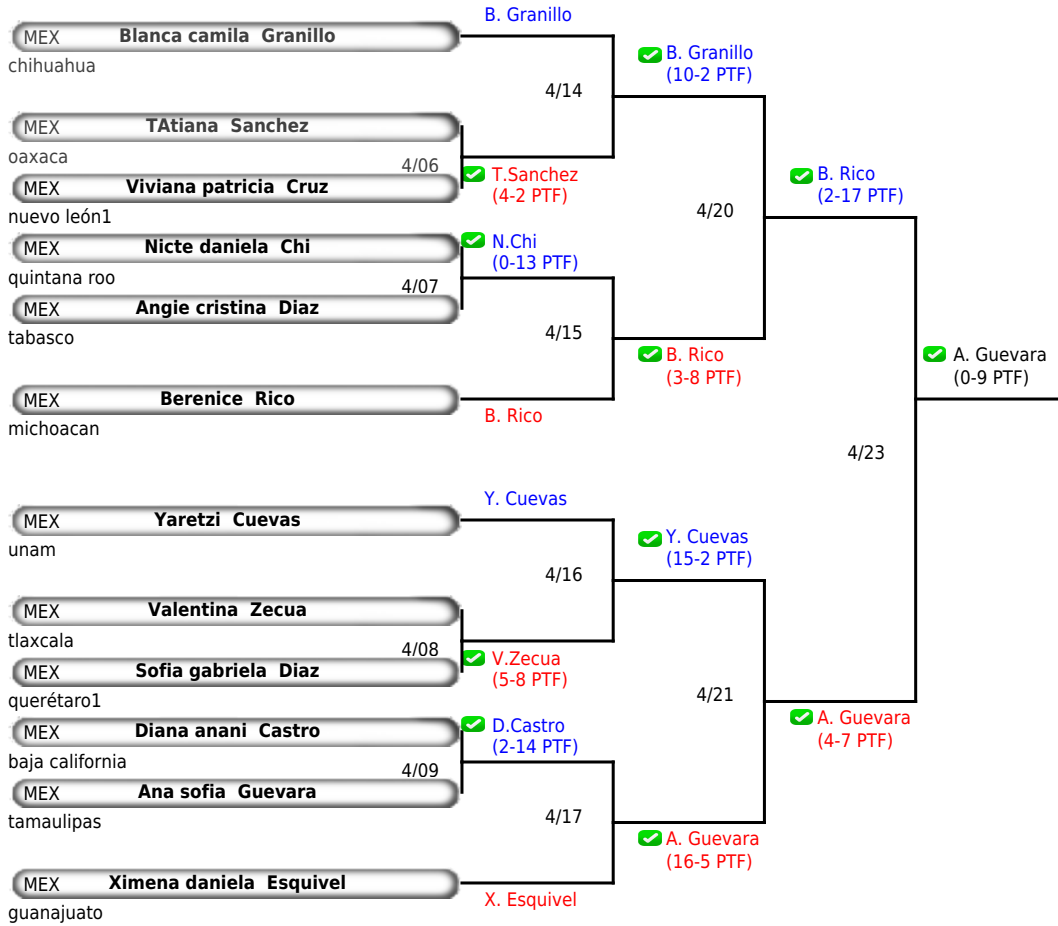 B. Granillo
MEX Blanca camila Granillo
chihuahua
B. Granillo
(10-2 PTF)
4/14
MEX TAtiana Sanchez
oaxaca
4/06
T.Sanchez
(4-2 PTF)
MEX Viviana patricia Cruz
nuevo león1
B. Rico
(2-17 PTF)
4/20
MEX Nicte daniela Chi
quintana roo
N.Chi
(0-13 PTF)
4/07
MEX Angie cristina Diaz
tabasco
4/15
B. Rico
(3-8 PTF)
A. Guevara
(0-9 PTF)
MEX Berenice Rico
michoacan
B. Rico
4/23
Y. Cuevas
MEX Yaretzi Cuevas
unam
Y. Cuevas
(15-2 PTF)
4/16
MEX Valentina Zecua
tlaxcala
4/08
V.Zecua
(5-8 PTF)
MEX Sofia gabriela Diaz
querétaro1
4/21
A. Guevara
(4-7 PTF)
MEX Diana anani Castro
baja california
D.Castro
(2-14 PTF)
4/09
MEX Ana sofia Guevara
tamaulipas
4/17
A. Guevara
(16-5 PTF)
MEX Ximena daniela Esquivel
guanajuato
X. Esquivel